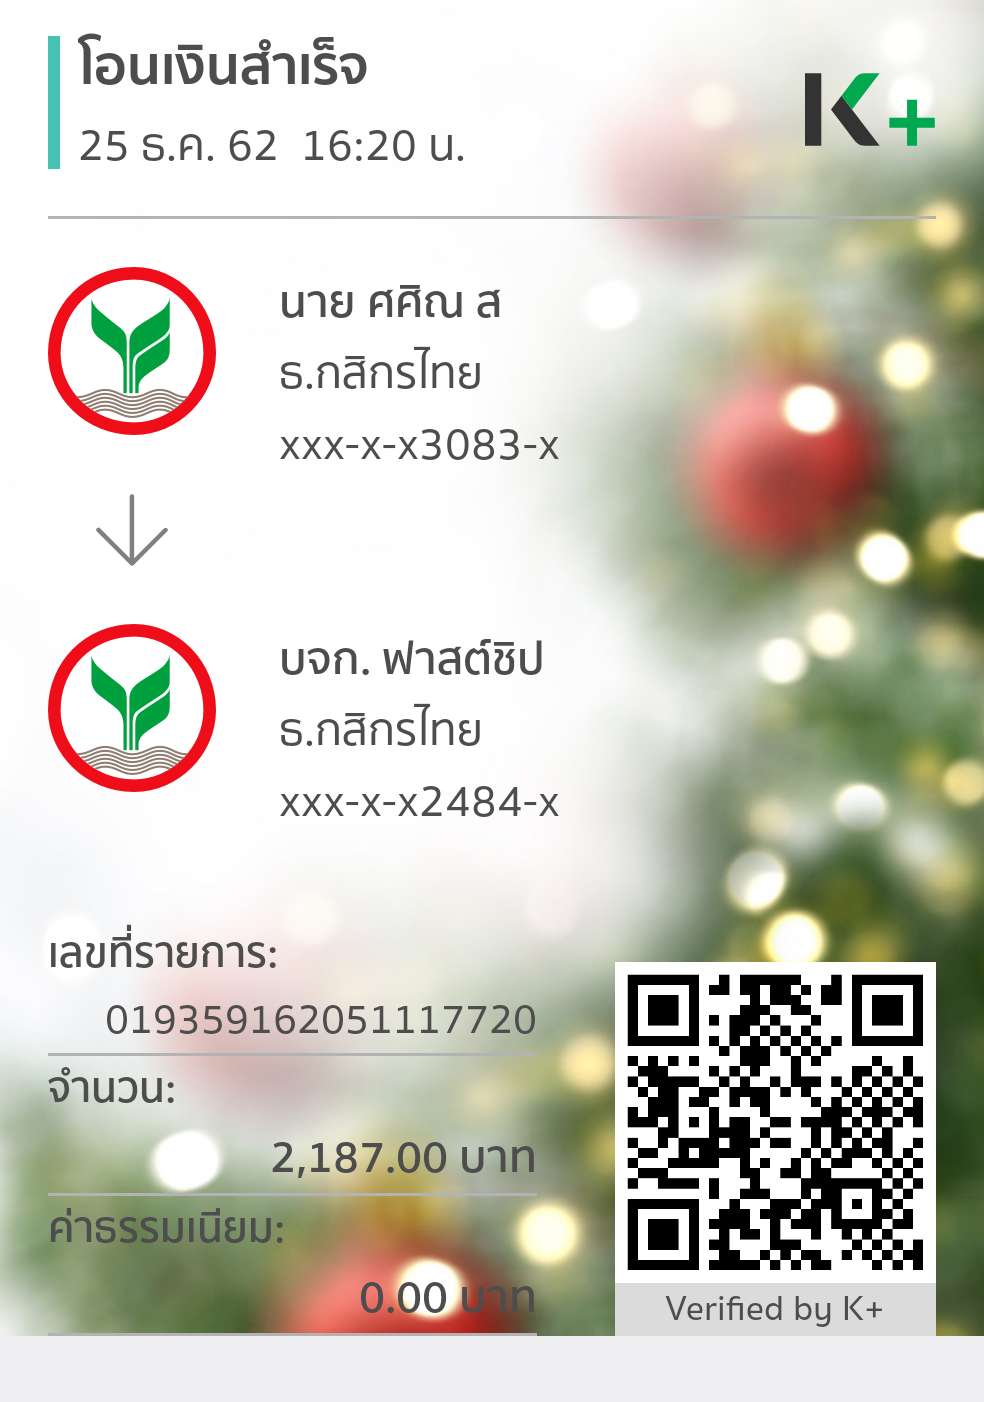 โอนเงินสำเร็จ
25 ธ.ค. 62 16:20 น.
K+
นาย ศศิณ ส
ธ.กสิกรไทย
xxx-x-x3083-x
บจก. ฟาสต์ชิป
ธ.กสิกรไทย
xxx-x-x2484-x
เลขที่รายการ:
019359162051117720
จำนวน:
2,187.00 บาท
ค่าธรรมเนียม:
0.00 บาท
Verified by K+